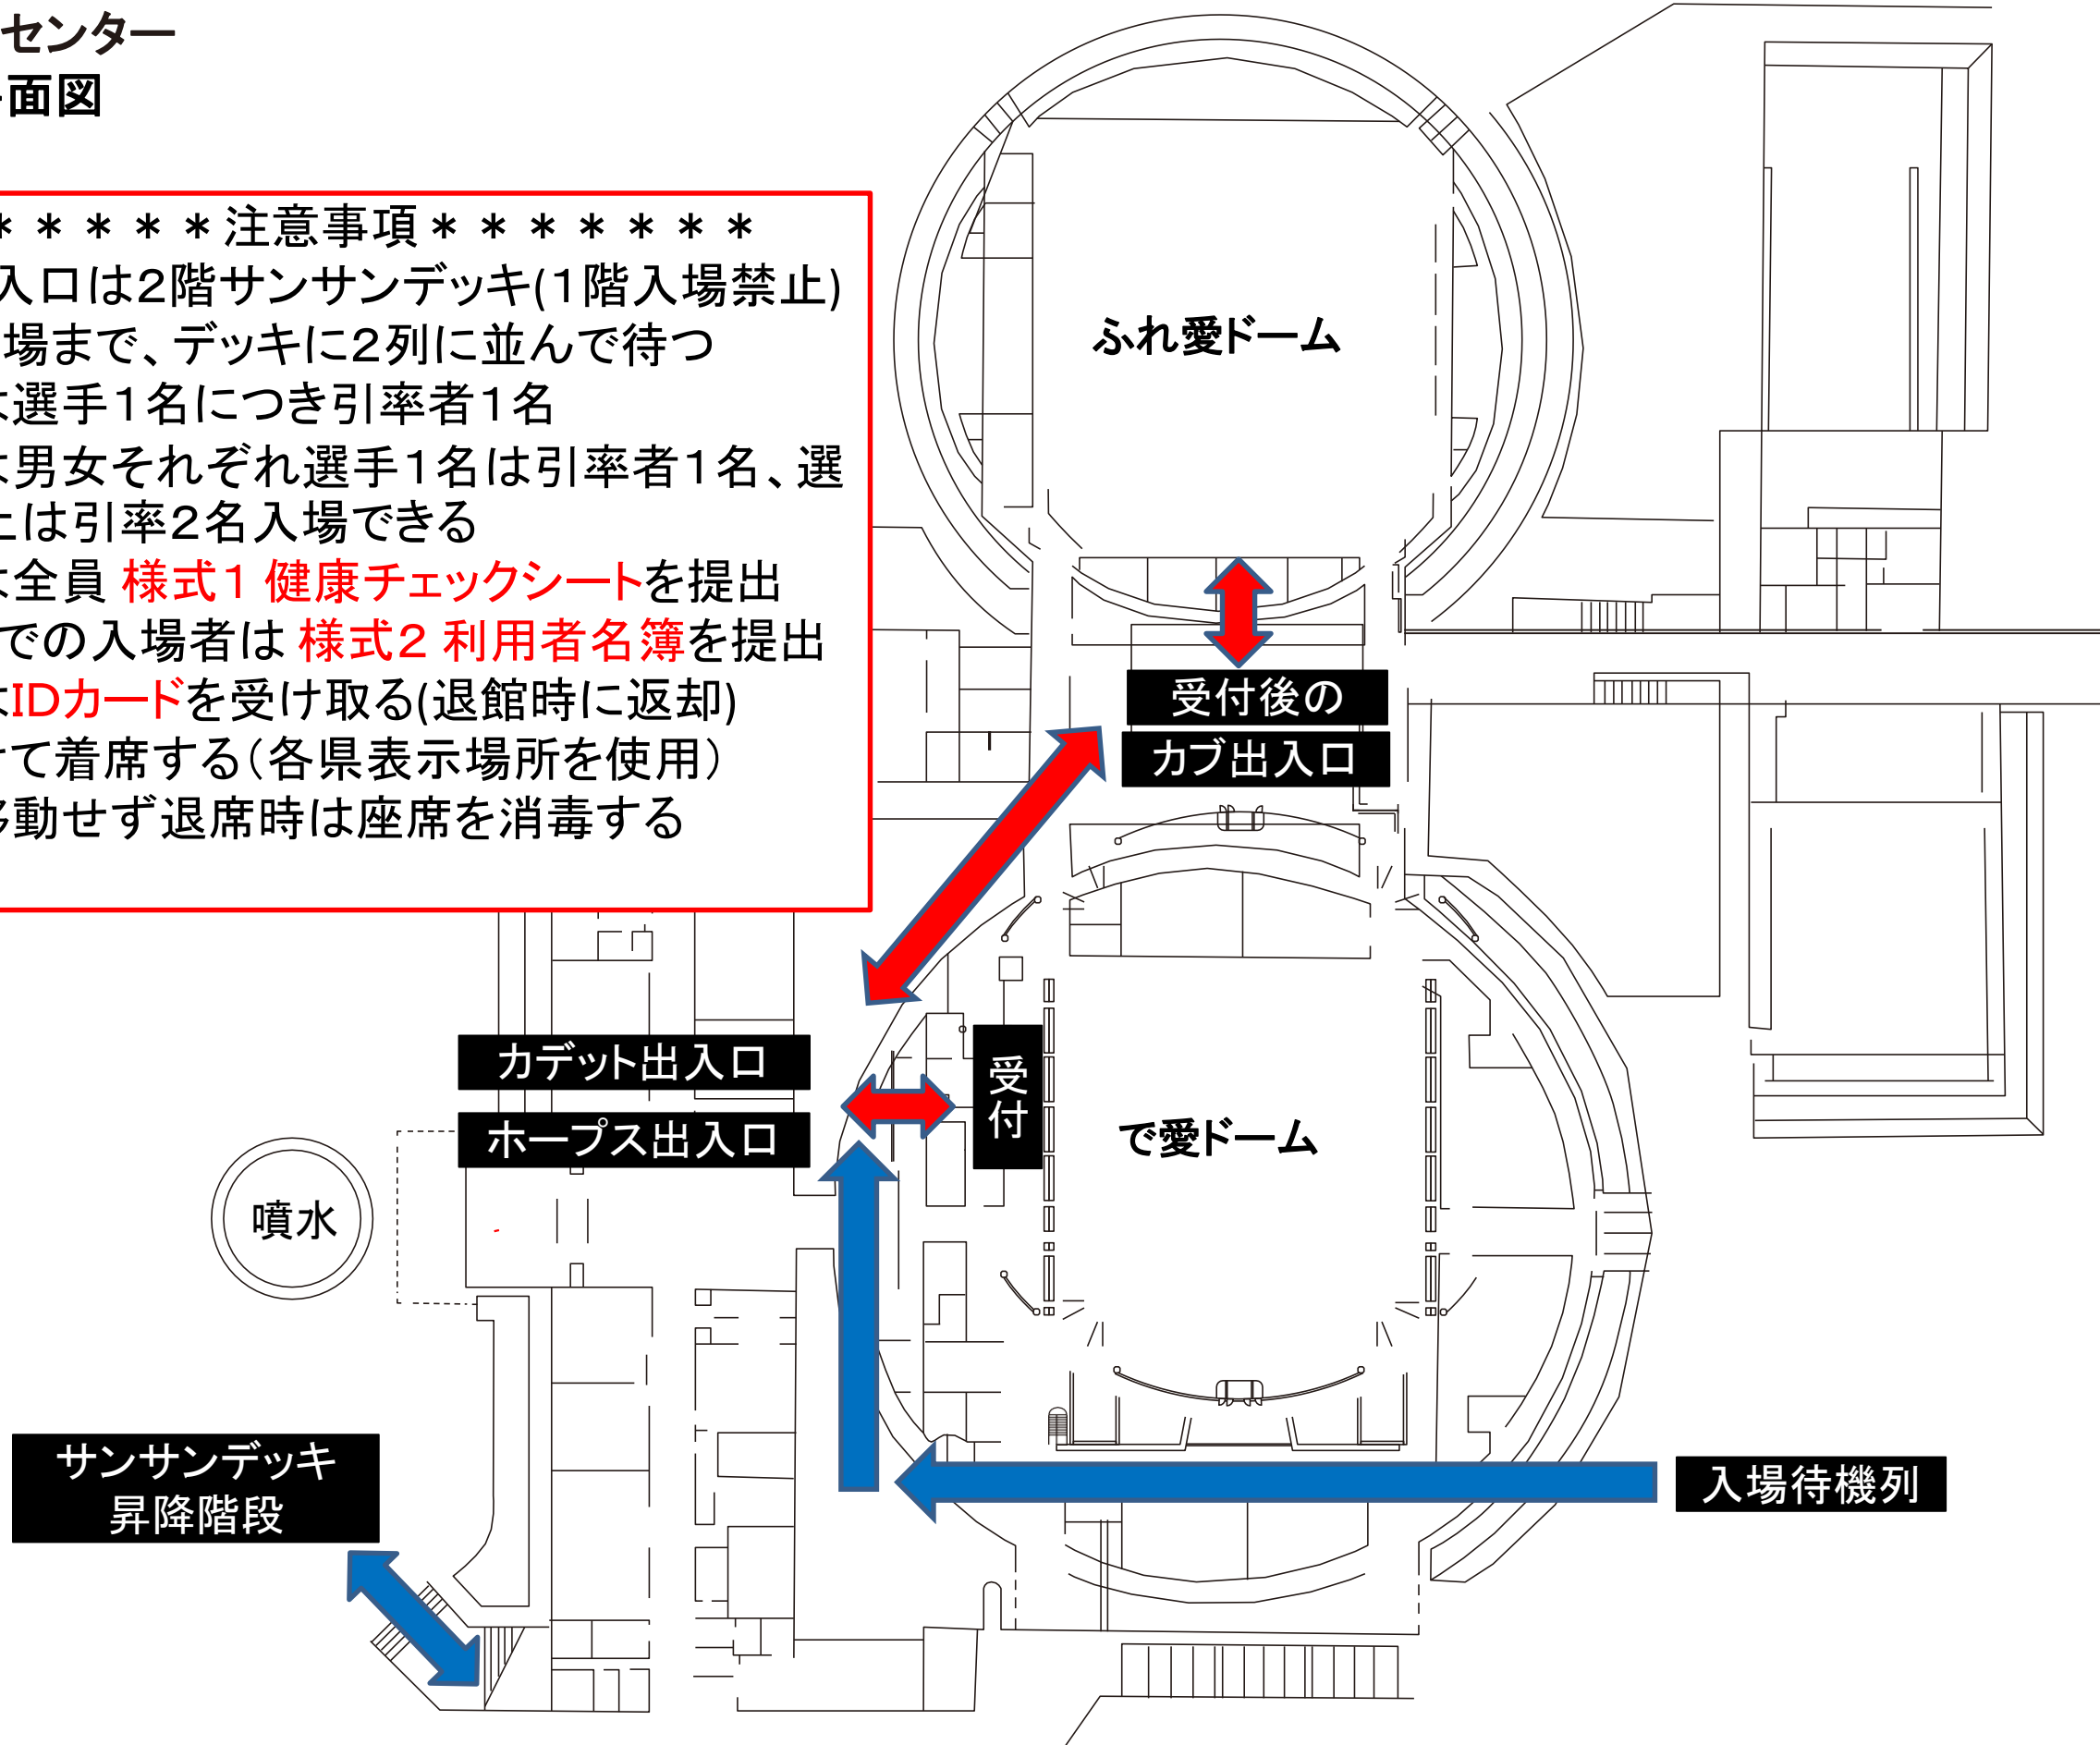 センター
面図
＊＊＊＊＊注意事項＊＊＊＊＊＊＊
入口は２階サンサンデッキ(１階入場禁止)
場まで、デッキに２列に並んで待つ
選手１名につき引率者１名
は男女それぞれ選手１名は引率者１名、選
上は引率２名入場できる
は全員 様式１ 健康チェックシートを提出
での入場者は 様式２ 利用者名簿を提出
はIDカードを受け取る(退館時に返却)
けて着席する（各県表示場所を使用）
移動せず退席時は座席を消毒する
ふれ愛ドーム
受付後の
カブ出入口
カデット出入口
ホープス出入口
受付
で愛ドーム
噴水
サンサンデッキ
昇降階段
入場待機列